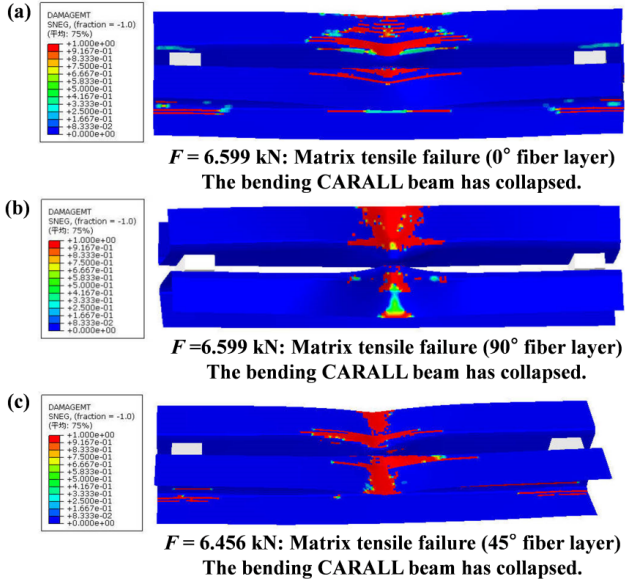 (a)
DAMAGEMT
SNEG, (fraction = -1.0)
(平均: 75%)
+1.000e+00
+9.167e-01
+8.333e-01
+7.500e-01
+6.667e-01
+5.833e-01
+5.000e-01
+4.167e-01
+3.333e-01
+2.500e-01
+1.667e-01
+8.333e-02
+0.000e+00
F = 6.599 kN: Matrix tensile failure (0° fiber layer)
The bending CARALL beam has collapsed.
(b)
DAMAGEMT
SNEG, (fraction = -1.0)
(平均: 75%)
+1.000e+00
+9.167e-01
+8.333e-01
+7.500e-01
+6.667e-01
+5.833e-01
+5.000e-01
+4.167e-01
+3.333e-01
+2.500e-01
+1.667e-01
+8.333e-02
+0.000e+00
F =6.599 kN: Matrix tensile failure (90° fiber layer)
The bending CARALL beam has collapsed.
(c)
DAMAGEMT
SNEG, (fraction = -1.0)
(平均: 75%)
+1.000e+00
+9.167e-01
+8.333e-01
+7.500e-01
+6.667e-01
+5.833e-01
+5.000e-01
+4.167e-01
+3.333e-01
+2.500e-01
+1.667e-01
+8.333e-02
+0.000e+00
F = 6.456 kN: Matrix tensile failure (45° fiber layer)
The bending CARALL beam has collapsed.